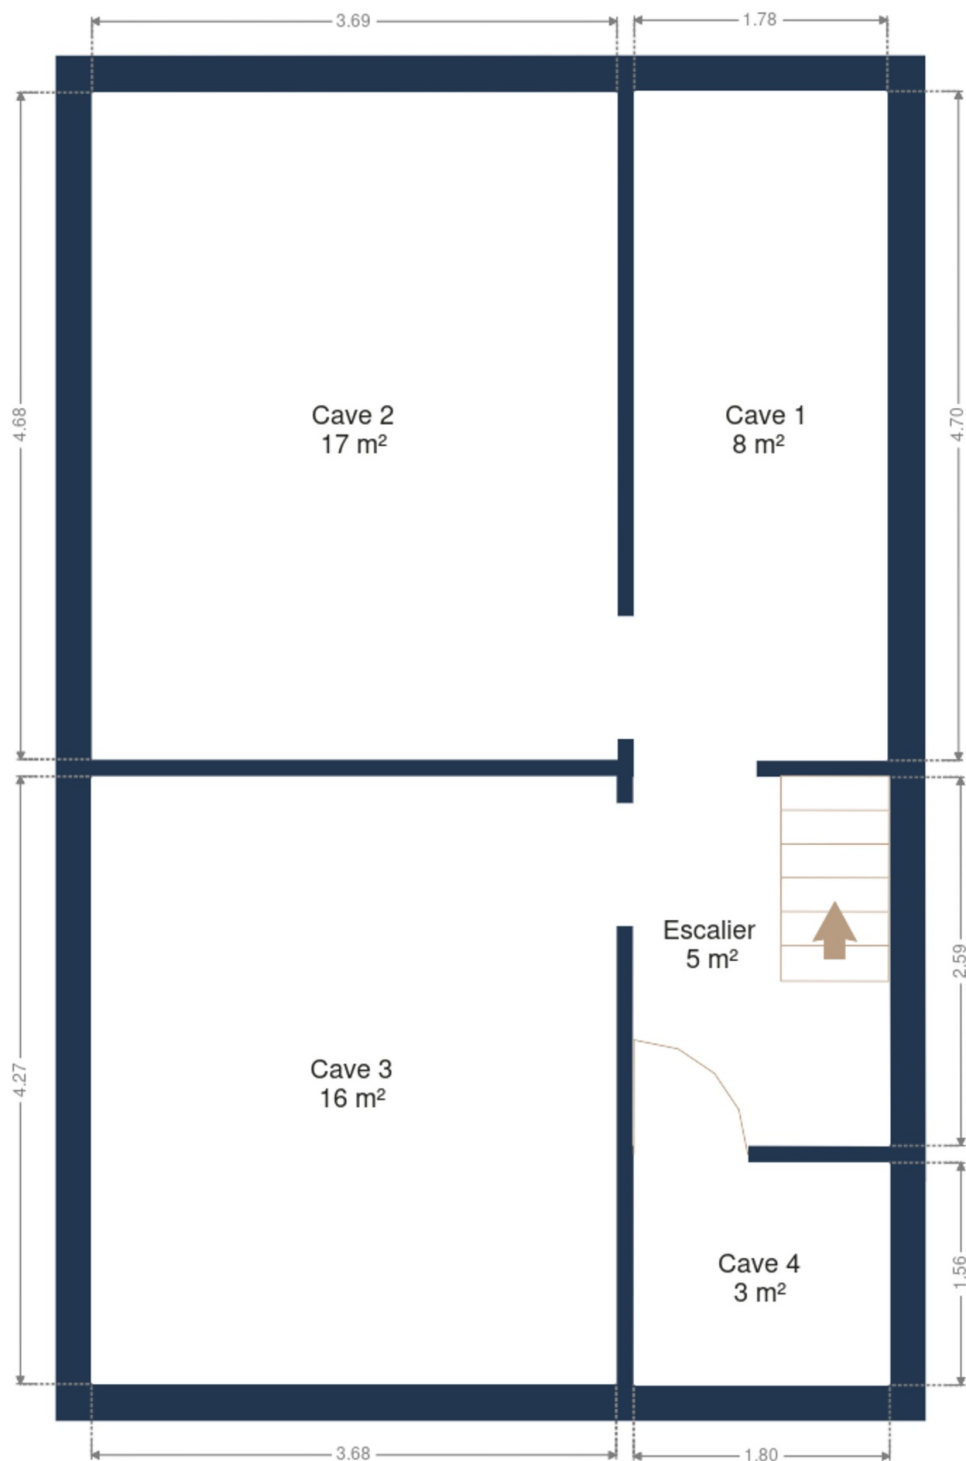 3.69
1.78
4.68
4.70
Cave 2
17 m²
Cave 1
8 m²
Escalier
5 m²
2.59
4.27
Cave 3
16 m²
Cave 4
3 m²
1.56
3.68
1.80